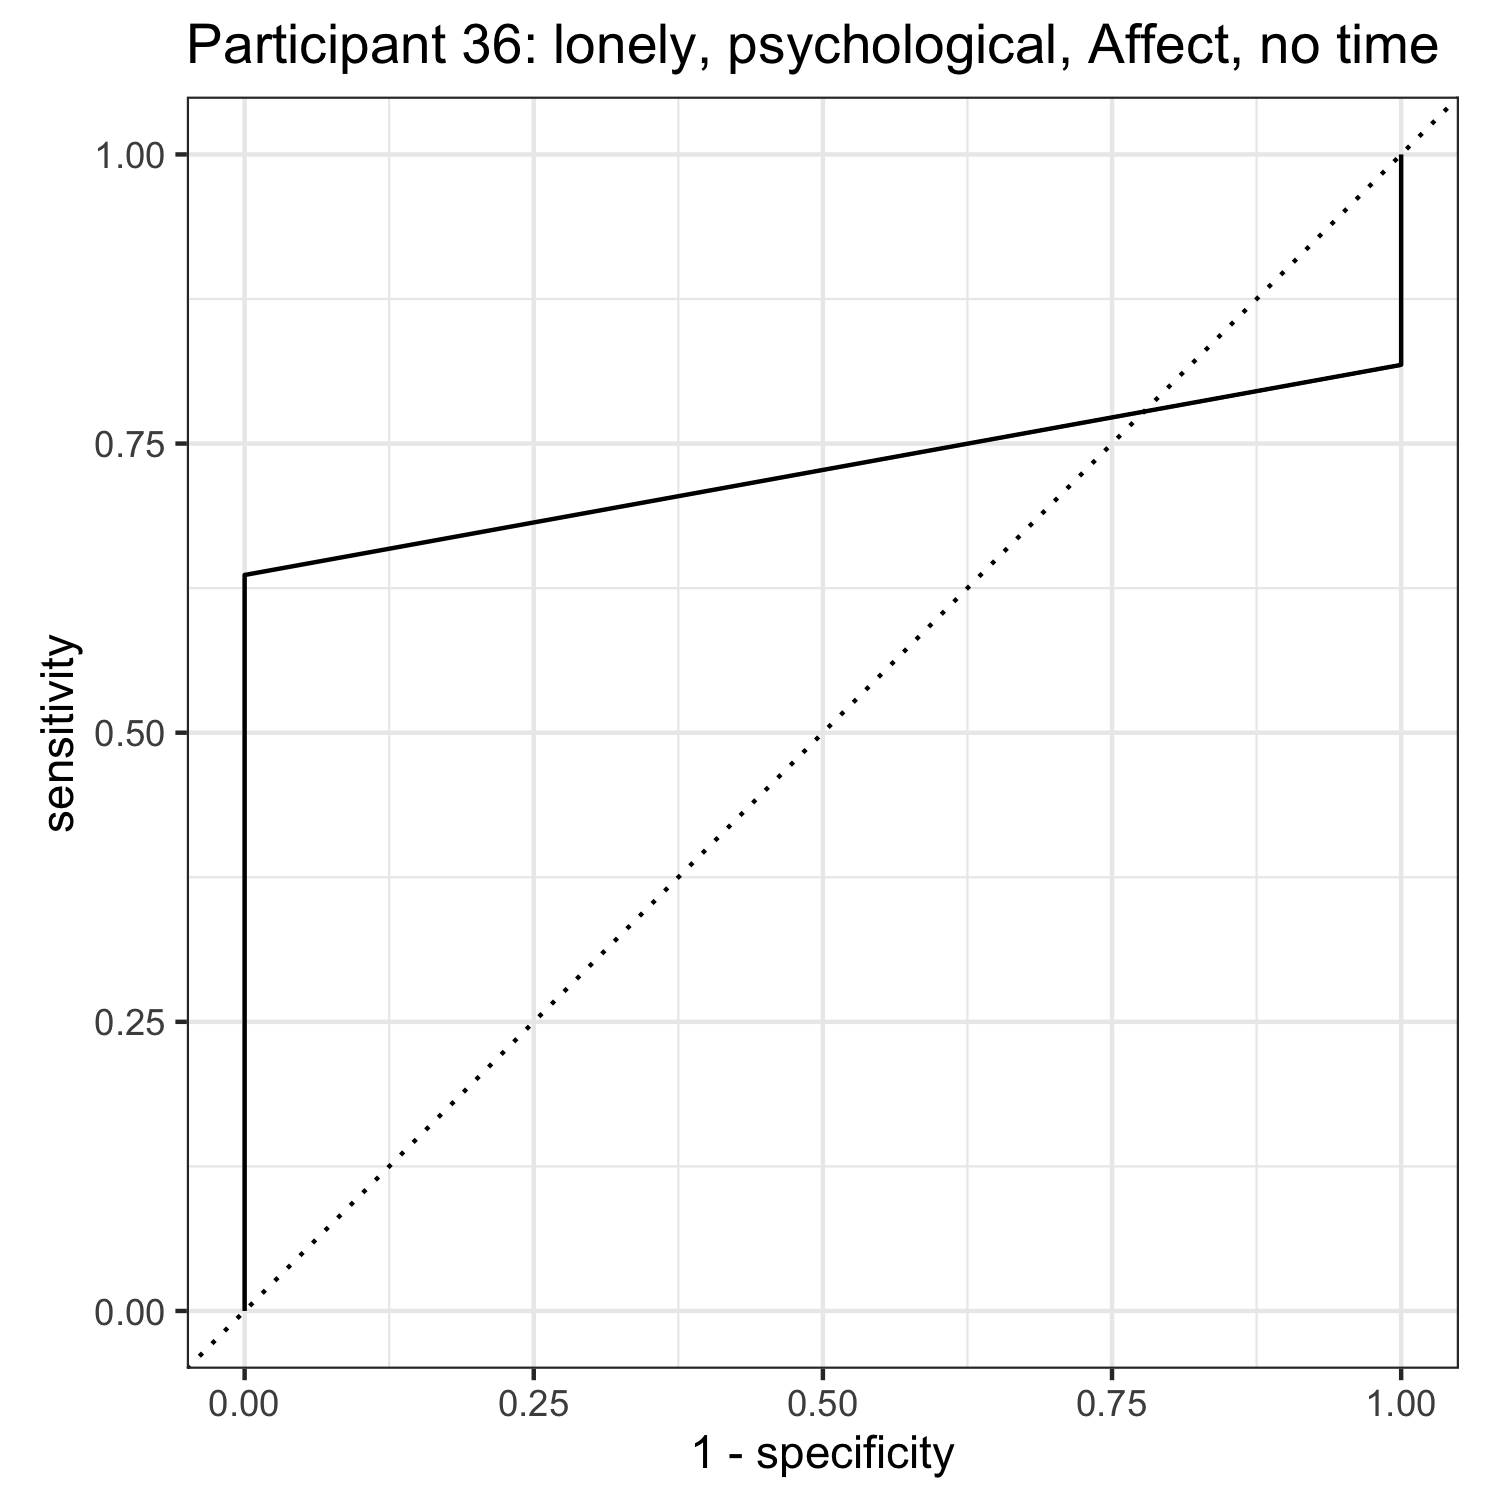 Participant 36: lonely, psychological, Affect, no time
1.00
0.75
0.50
0.25
0.00
sensitivity
0.00 0.25 0.50 0.75 1.00
1 - specificity